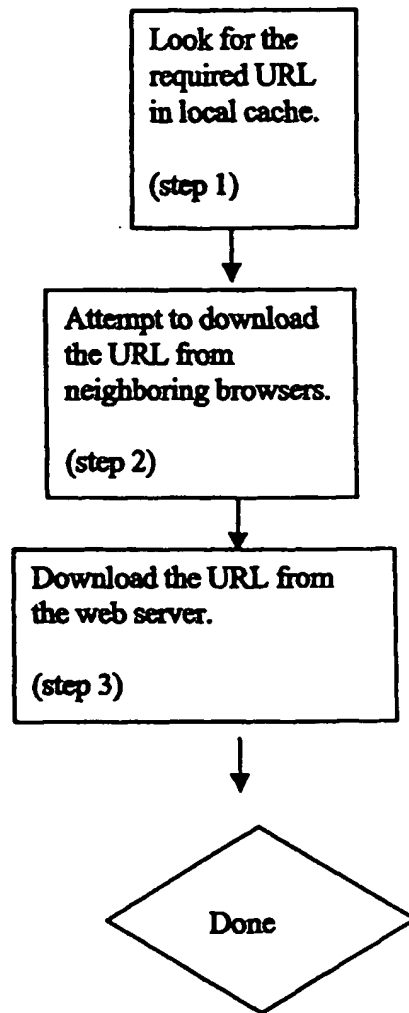 Look for the
required URL
in local cache.
(step 1)
Attempt to download
the URL from
neighboring browsers.
(step 2)
Download the URL from
the web server.
(step 3)
Done